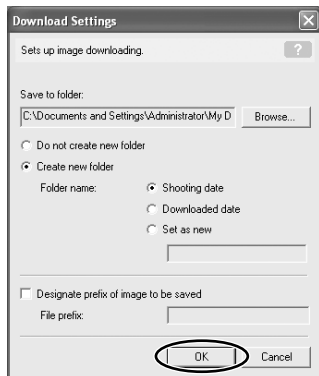 Download Settings
Sets up image downloading.
?
Save to folder:
C:\Documents and Settings\Administrator\My D
Browse...
Do not create new folder
Create new folder
Folder name:
Shooting date
Downloaded date
Set as new
Designate prefix of image to be saved
File prefix:
OK
Cancel